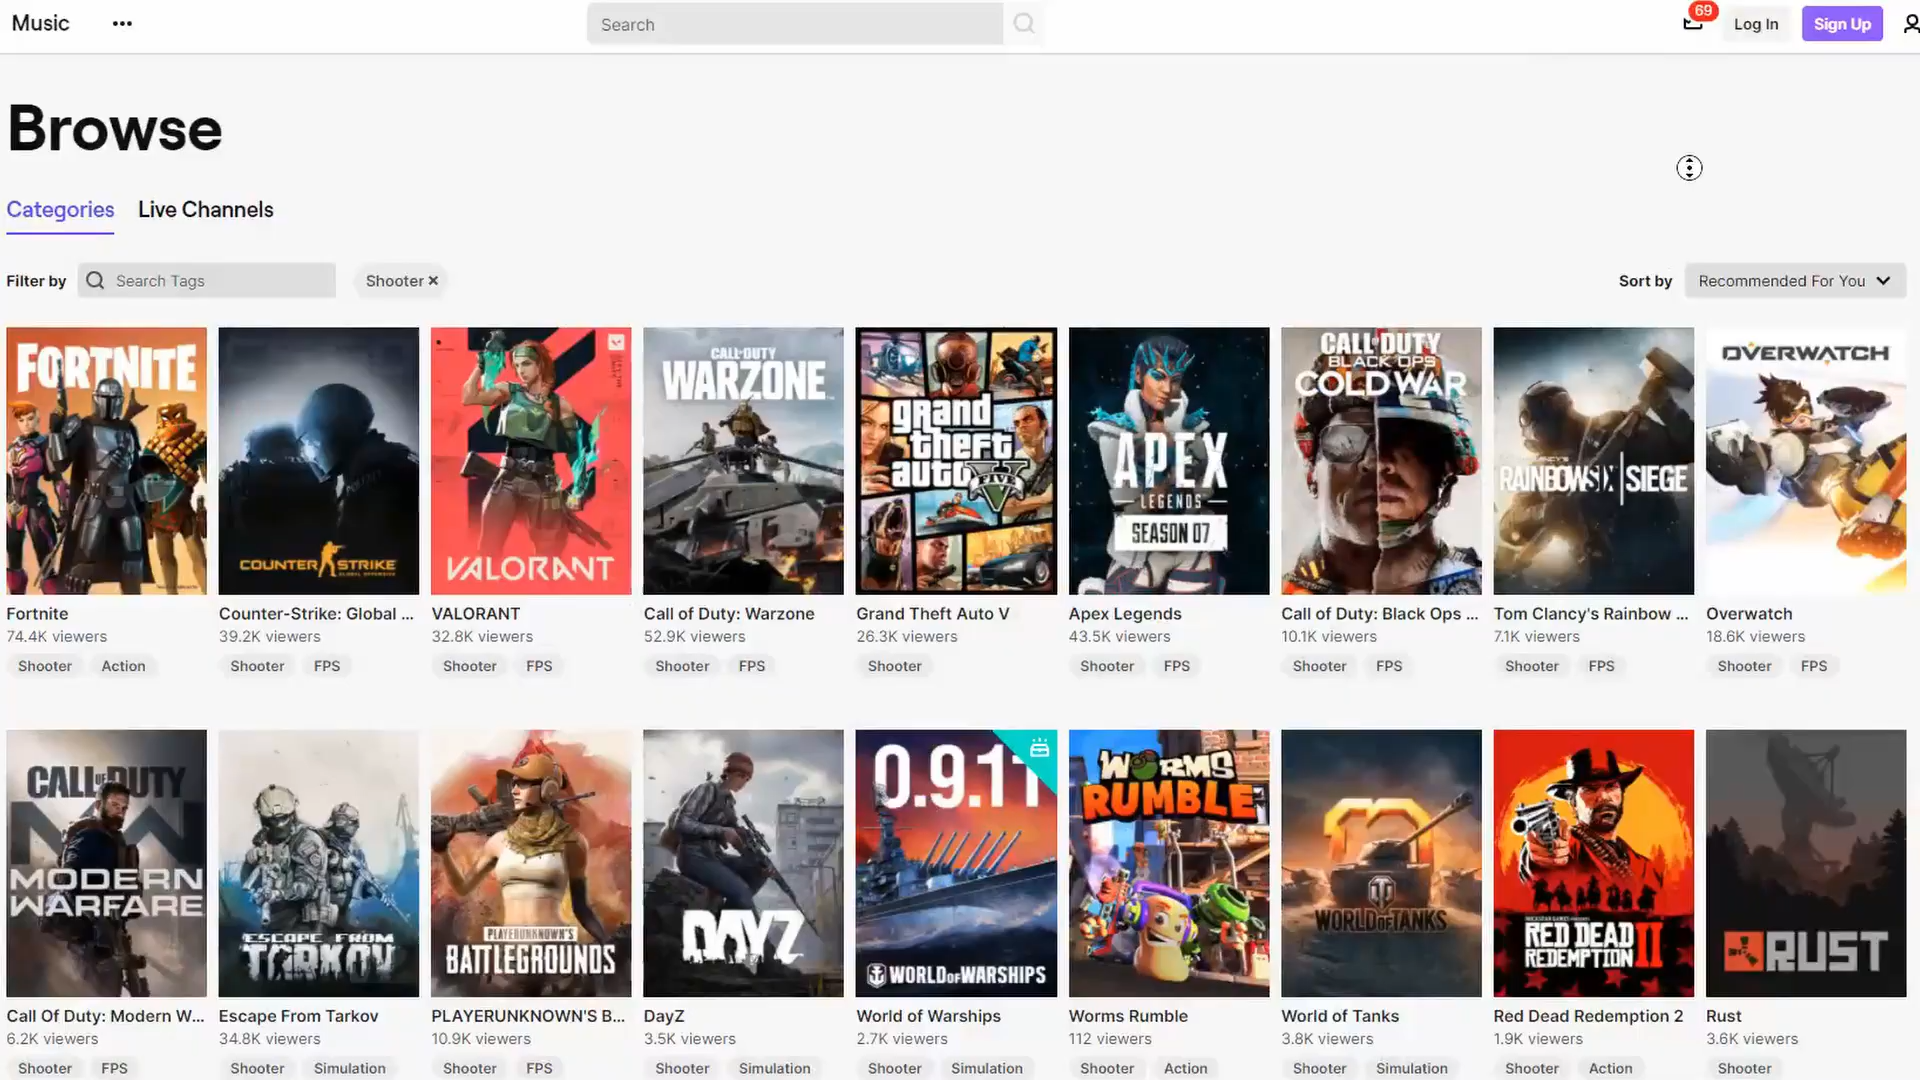 Music
Search
69
Log In
Sign Up
Browse
Categories
Live Channels
Filter by
Search Tags
Shooter
Sort by
Recommended For You
FORTNITE
COUNTER STRIKE
GLOBAL OFFENSIVE
VALORANT
CALL OF DUTY
WARZONE
grand
theft
auto
FIVE
APEX
LEGENDS
SEASON 07
CALL OF DUTY
BLACK OPS
COLD WAR
RAINBOW SIX | SIEGE
OVERWATCH
Fortnite
Counter-Strike: Global ...
VALORANT
Call of Duty: Warzone
Grand Theft Auto V
Apex Legends
Call of Duty: Black Ops ...
Tom Clancy's Rainbow ...
Overwatch
74.4K viewers
39.2K viewers
32.8K viewers
52.9K viewers
26.3K viewers
43.5K viewers
10.1K viewers
7.1K viewers
18.6K viewers
Shooter Action
Shooter FPS
Shooter FPS
Shooter FPS
Shooter
Shooter FPS
Shooter FPS
Shooter FPS
Shooter FPS
CALL OF DUTY
MW
MODERN
WARFARE
ESCAPE FROM
TARKOV
PLAYERUNKNOWN'S
BATTLEGROUNDS
DAYZ
0.9.11
WORLD OF WARSHIPS
WORMS
RUMBLE
WORLD OF TANKS
RED DEAD
REDEMPTION II
RUST
Call Of Duty: Modern W...
Escape From Tarkov
PLAYERUNKNOWN'S B...
DayZ
World of Warships
Worms Rumble
World of Tanks
Red Dead Redemption 2
Rust
6.2K viewers
34.8K viewers
10.9K viewers
3.5K viewers
2.7K viewers
112 viewers
3.8K viewers
1.9K viewers
3.6K viewers
Shooter FPS
Shooter Simulation
Shooter FPS
Shooter Simulation
Shooter Simulation
Shooter Action
Shooter Simulation
Shooter Action
Shooter